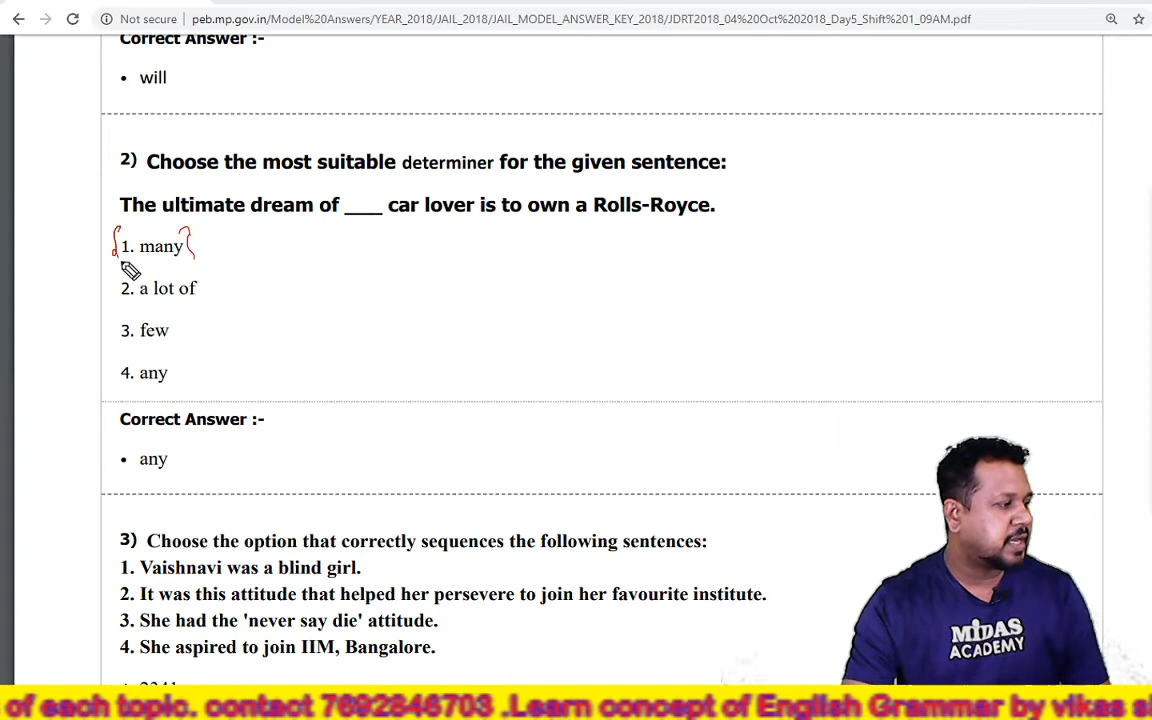 Not secure | peb.mp.gov.in/Model%20Answers/YEAR_2018/JAIL_2018/JAIL_MODEL_ANSWER_KEY_2018/JDRT2018_04%20Oct%202018_Day5_Shift%201_09AM.pdf
Correct Answer :-
• will
2) Choose the most suitable determiner for the given sentence:
The ultimate dream of ____ car lover is to own a Rolls-Royce.
1. many
2. a lot of
3. few
4. any
Correct Answer :-
• any
3) Choose the option that correctly sequences the following sentences:
1. Vaishnavi was a blind girl.
2. It was this attitude that helped her persevere to join her favourite institute.
3. She had the 'never say die' attitude.
4. She aspired to join IIM, Bangalore.
MIDAS
ACADEMY
of each topic. contact 7692846703 .Learn concept of English Grammar by vikas